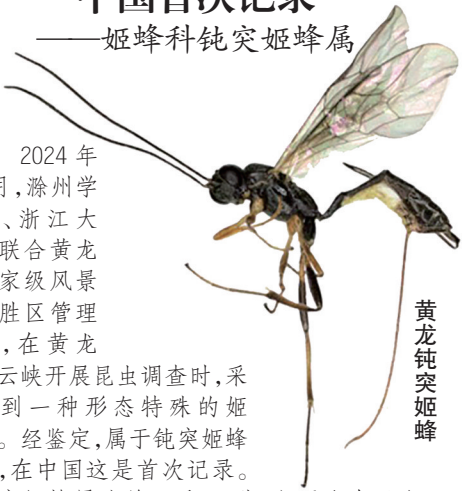 中国首次记录
——姬蜂科钝突姬蜂属
2024 年
月,滁州学
、浙江大
联合黄龙
家级风景
胜区管理
,在黄龙
云峡开展昆虫调查时,采
到一种形态特殊的姬
。经鉴定,属于钝突姬蜂
,在中国这是首次记录。
黄龙钝突姬蜂